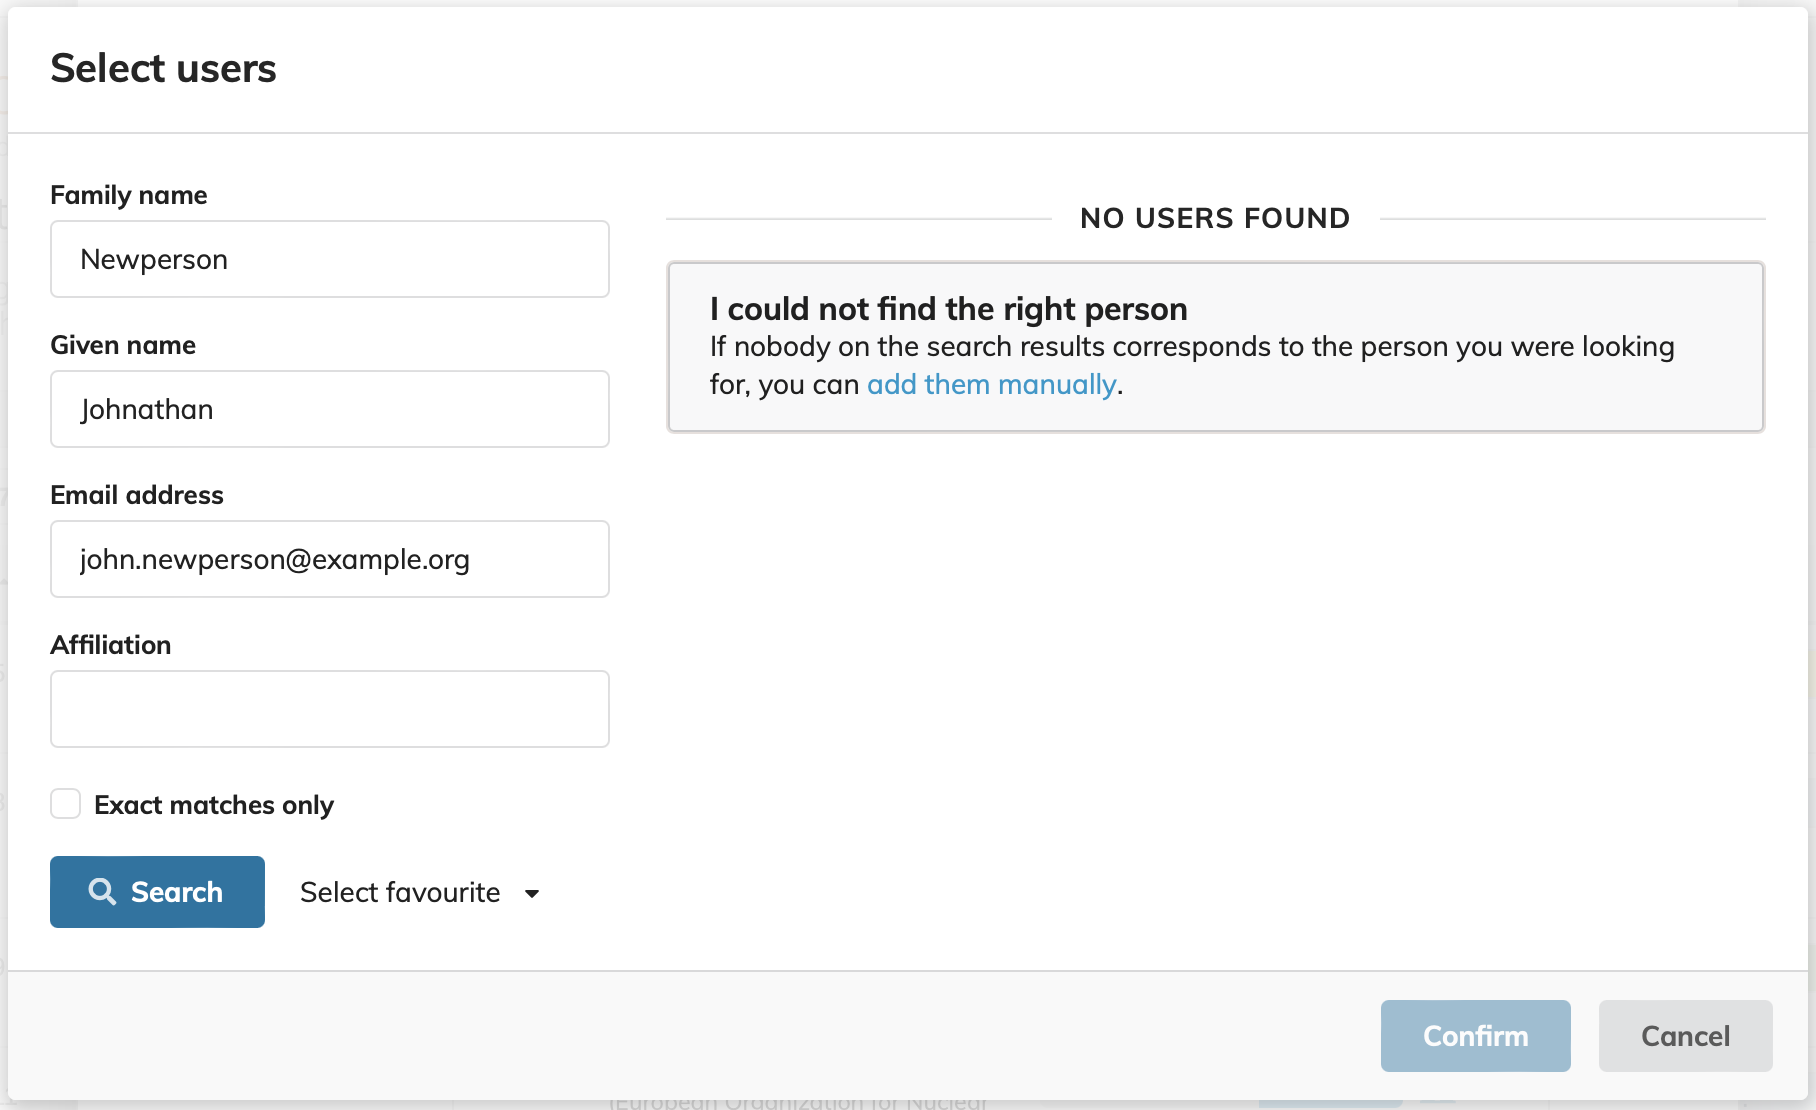 Select users
Family name
Newperson
Given name
Johnathan
Email address
john.newperson@example.org
Affiliation
Exact matches only
Search
Select favourite
NO USERS FOUND
I could not find the right person
If nobody on the search results corresponds to the person you were looking
for, you can add them manually.
Confirm
Cancel
(European Organization for Nuclear